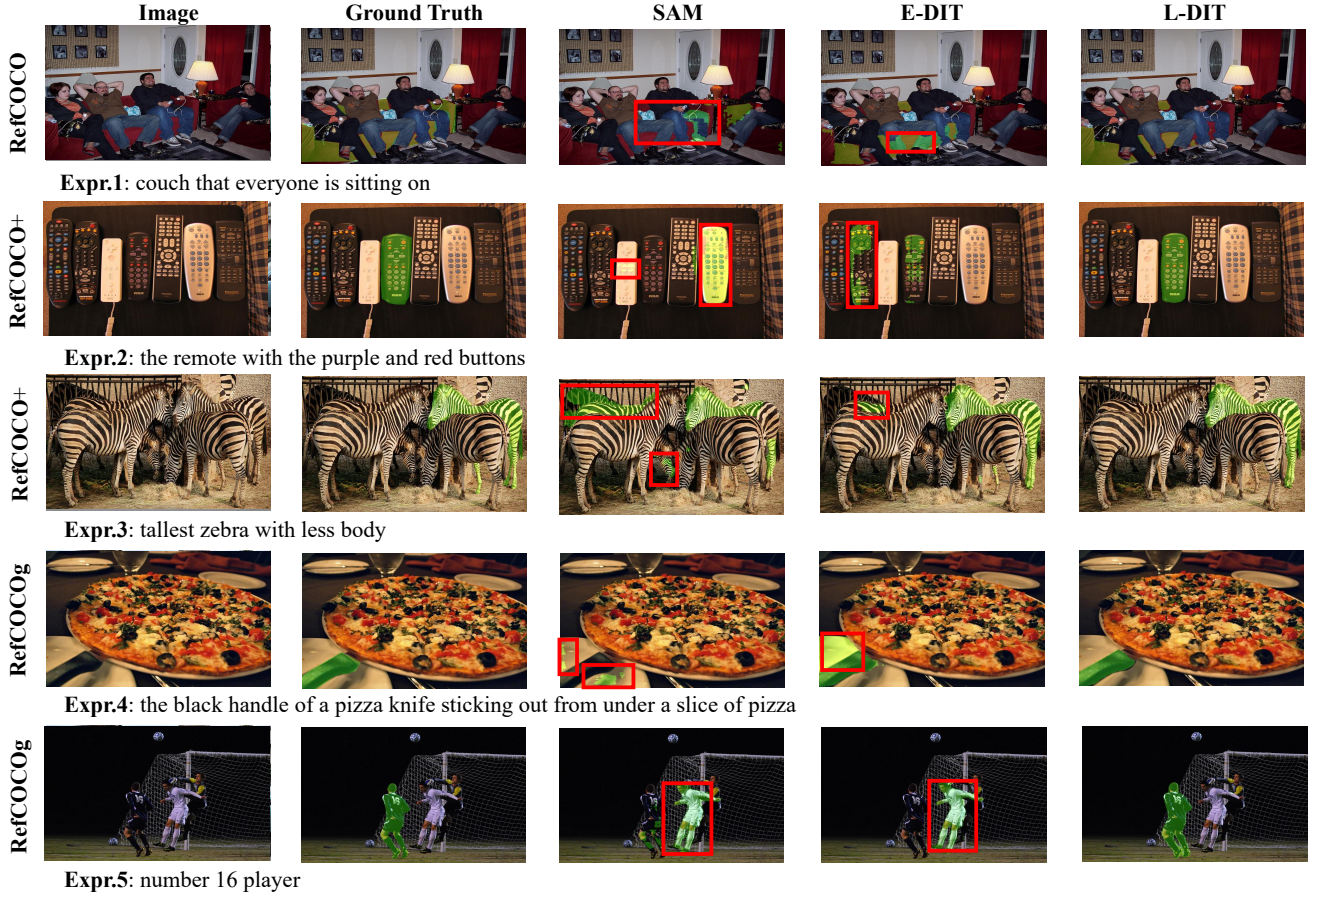 Image Ground Truth SAM E-DIT L-DIT
RefCOCO
Expr.1: couch that everyone is sitting on
RefCOCO+
Expr.2: the remote with the purple and red buttons
RefCOCO+
Expr.3: tallest zebra with less body
RefCOCOg
Expr.4: the black handle of a pizza knife sticking out from under a slice of pizza
RefCOCOg
Expr.5: number 16 player